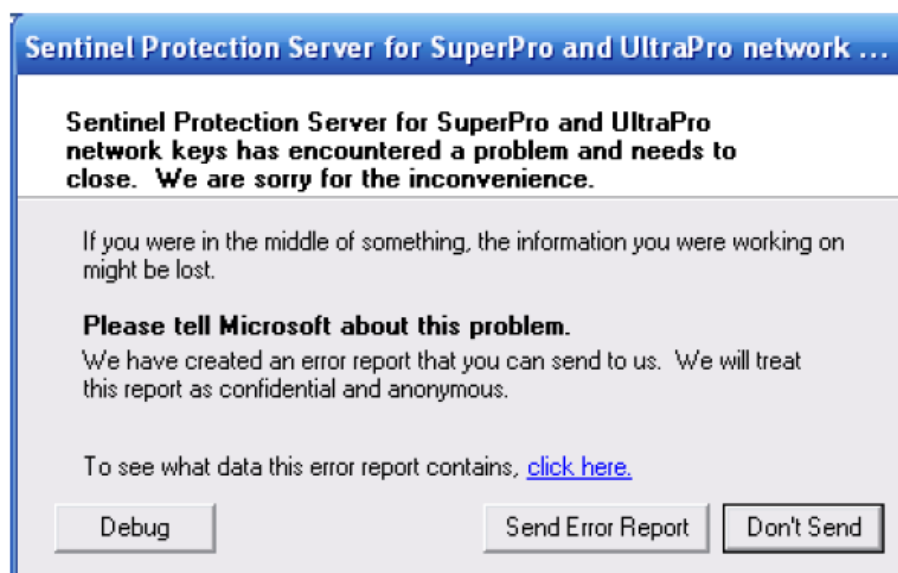 Sentinel Protection Server for SuperPro and UltraPro network ...
Sentinel Protection Server for SuperPro and UltraPro
network keys has encountered a problem and needs to
close.  We are sorry for the inconvenience.
If you were in the middle of something, the information you were working on
might be lost.
Please tell Microsoft about this problem.
We have created an error report that you can send to us.  We will treat
this report as confidential and anonymous.
To see what data this error report contains, click here.
Debug
Send Error Report
Don't Send